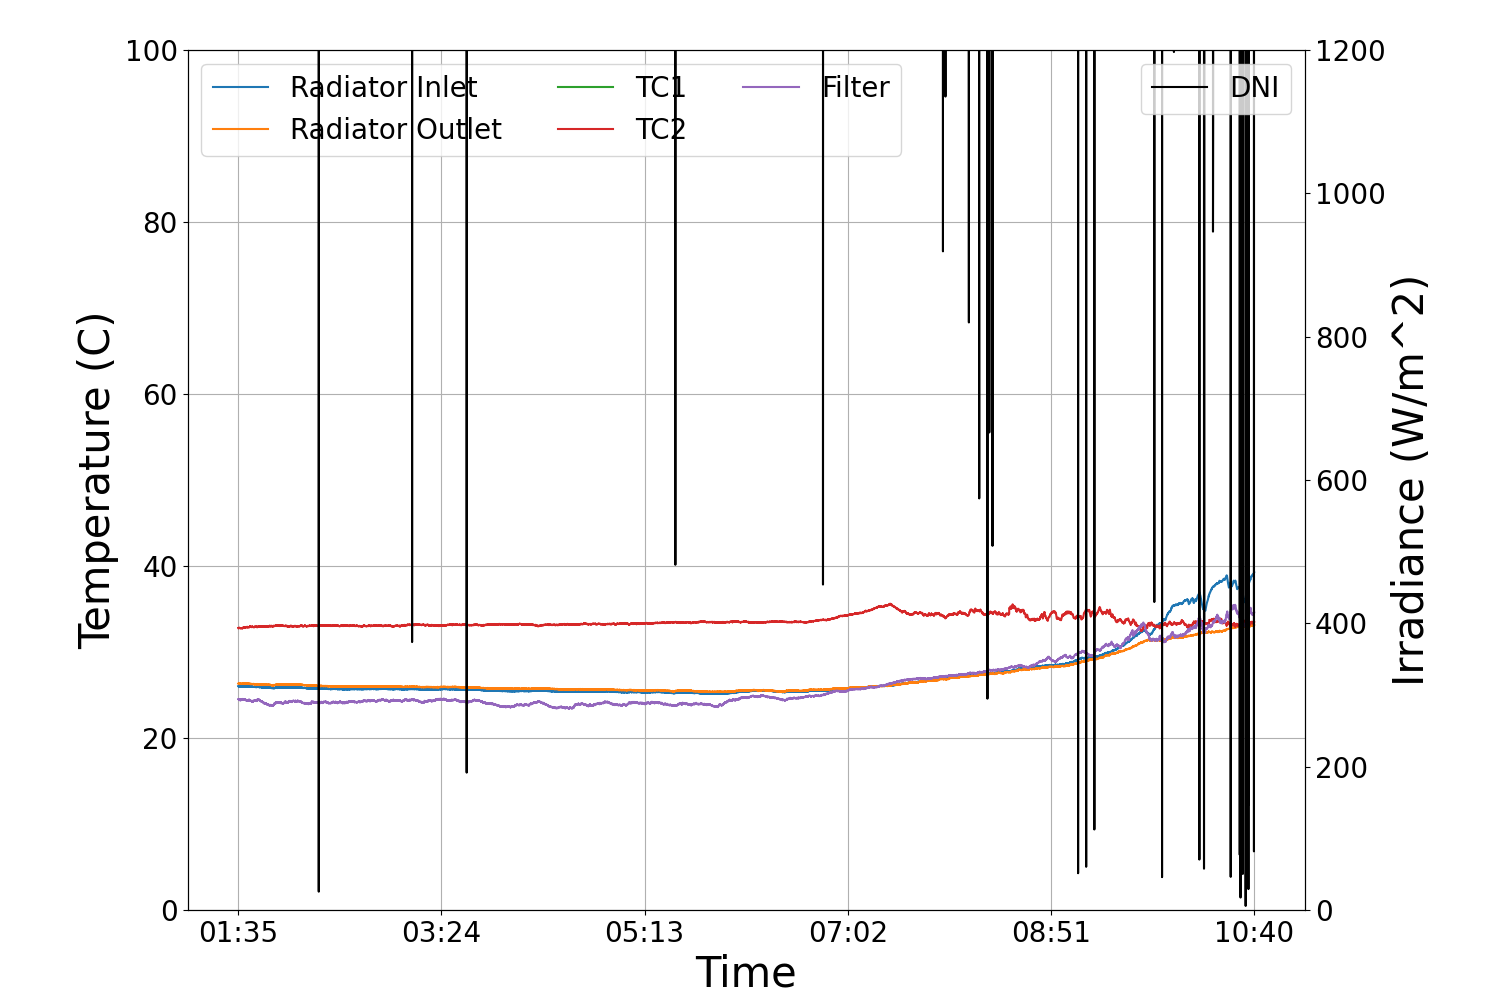 Radiator Inlet
Radiator Outlet
TC1
TC2
Filter
DNI
Temperature (C)
100
80
60
40
20
0
Irradiance (W/m^2)
1200
1000
800
600
400
200
0
01:35 03:24 05:13 07:02 08:51 10:40
Time